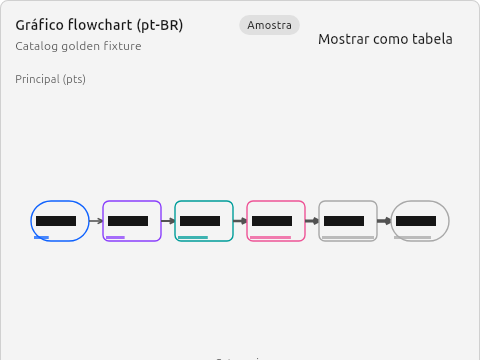 Gráfico flowchart (pt-BR)
Amostra
Catalog golden fixture
Mostrar como tabela
Principal (pts)